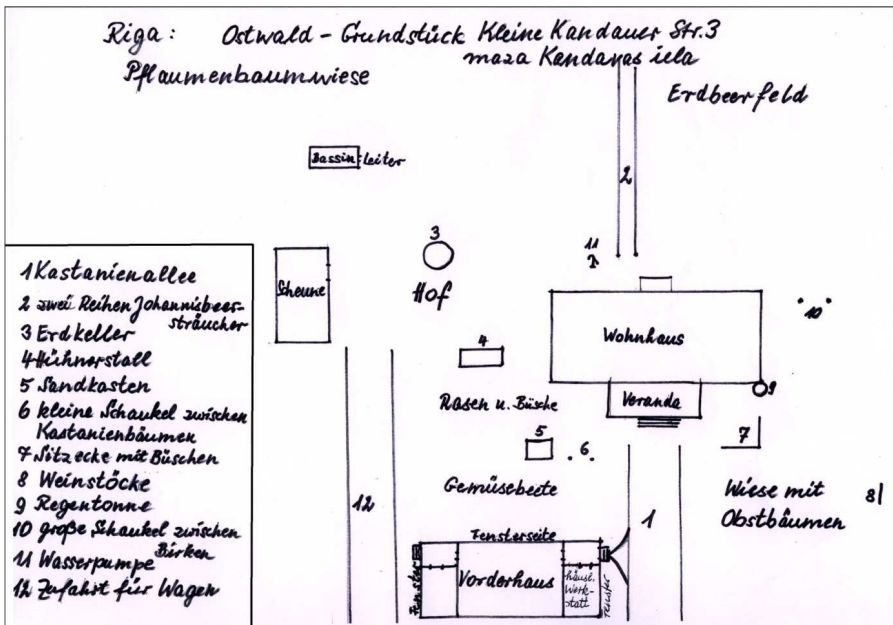 Riga: Ostwald - Grundstück Kleine Kandauer Str.3
maza Kandavas iela
Pflaumenbaumwiese
Erdbeerfeld
Bassin Leiter
2
3
11
Hof
Scheune
1 Kastanienallee
2 zwei Reihen Johannisbeer-
sträucher
3 Erdkeller
4 Hühnerstall
5 Sandkasten
6 kleine Schaukel zwischen
Kastanienbäumen
7 Sitzecke mit Büschen
8 Weinstöcke
9 Regentonne
10 große Schaukel zwischen
Birken
11 Wasserpumpe
12 Zufahrt für Wagen
Wohnhaus
10
4
Rasen u. Büsche
Veranda
9
7
5
6
Gemüsebeete
12
1
Wiese mit
Obstbäumen
8
Fensterseite
Fenster
Vorderhaus
häusl.
Werk-
statt
Fenster